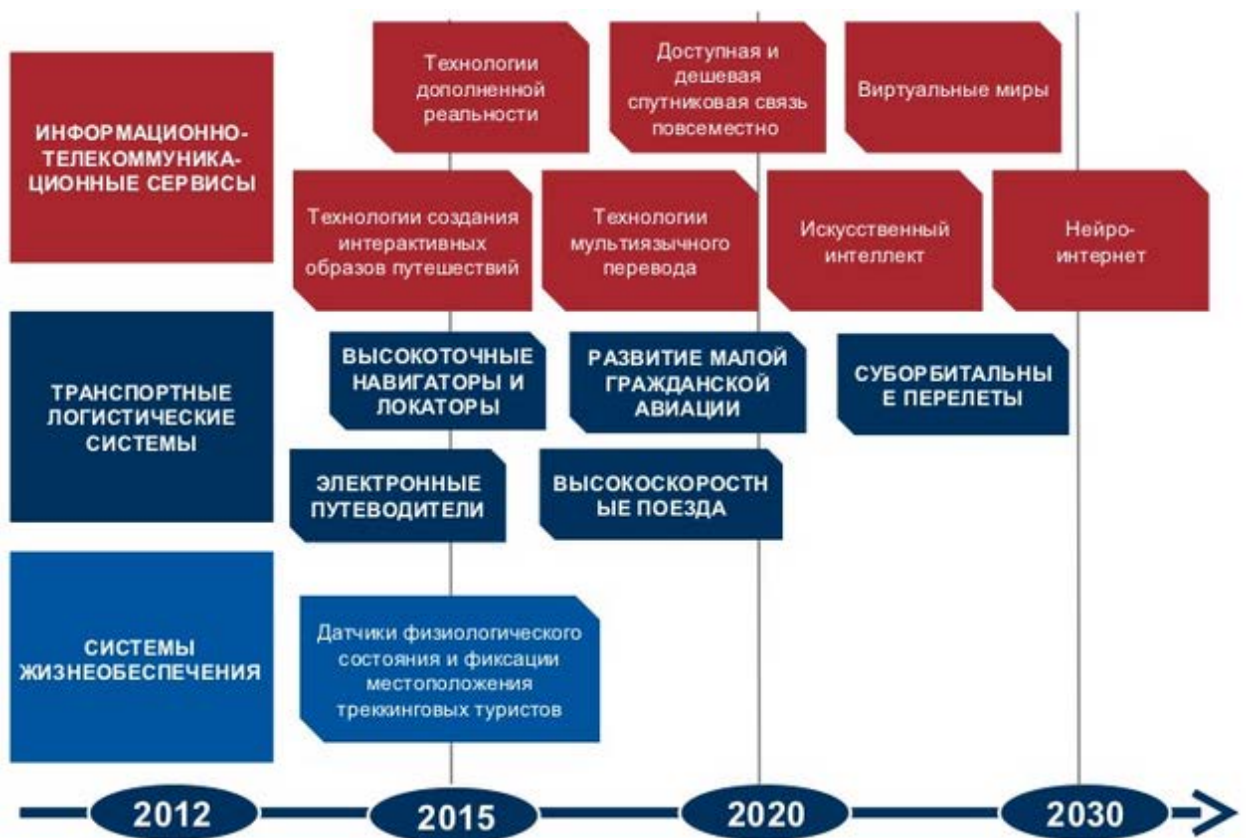 ИНФОРМАЦИОННО-
ТЕЛЕКОММУНИКА-
ЦИОННЫЕ СЕРВИСЫ
Технологии
дополненной
реальности
Доступная и
дешевая
спутниковая связь
повсеместно
Виртуальные миры
Технологии создания
интерактивных
образов путешествий
Технологии
мультиязычного
перевода
Искусственный
интеллект
Нейро-
интернет
ТРАНСПОРТНЫЕ
ЛОГИСТИЧЕСКИЕ
СИСТЕМЫ
ВЫСОКОТОЧНЫЕ
НАВИГАТОРЫ И
ЛОКАТОРЫ
РАЗВИТИЕ МАЛОЙ
ГРАЖДАНСКОЙ
АВИАЦИИ
СУБОРБИТАЛЬНЫ
Е ПЕРЕЛЕТЫ
ЭЛЕКТРОННЫЕ
ПУТЕВОДИТЕЛИ
ВЫСОКОСКОРОСТН
ЫЕ ПОЕЗДА
СИСТЕМЫ
ЖИЗНЕОБЕСПЕЧЕНИЯ
Датчики физиологического
состояния и фиксации
местоположения
треккинговых туристов
2012
2015
2020
2030